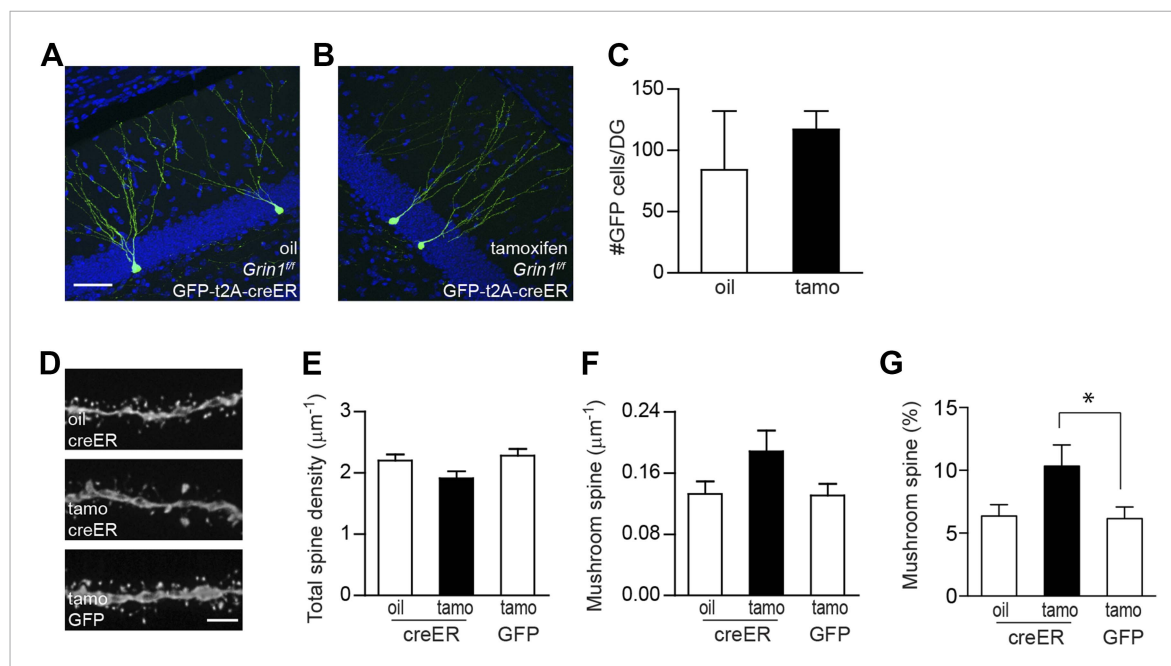 A
oil
Grin1f/f
GFP-t2A-creER
B
tamoxifen
Grin1f/f
GFP-t2A-creER
C
#GFP cells/DG
150
100
50
0
oil tamo
D
oil
creER
tamo
creER
tamo
GFP
E
Total spine density (μm-1)
3
2
1
0
oil tamo tamo
creER GFP
F
Mushroom spine (μm-1)
0.24
0.16
0.08
0.00
oil tamo tamo
creER GFP
G
Mushroom spine (%)
15
10
5
0
*
oil tamo tamo
creER GFP